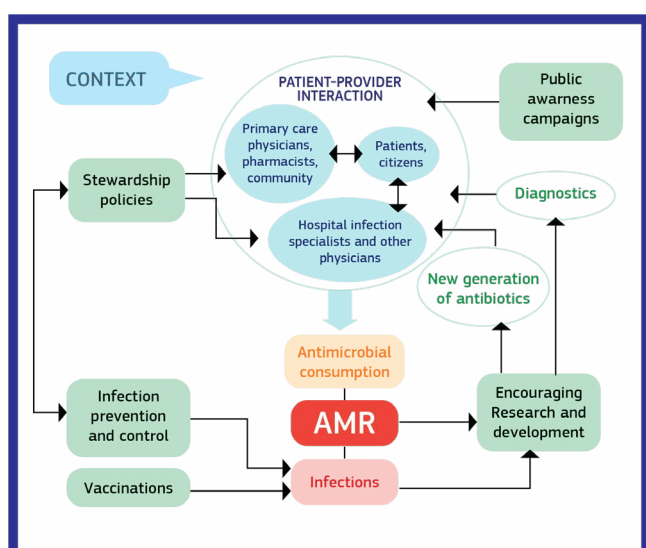 CONTEXT
PATIENT-PROVIDER
INTERACTION
Public
awarness
campaigns
Primary care
physicians,
pharmacists,
community
Patients,
citizens
Stewardship
policies
Diagnostics
Hospital infection
specialists and other
physicians
New generation
of antibiotics
Antimicrobial
consumption
Infection
prevention
and control
AMR
Encouraging
Research and
development
Vaccinations
Infections